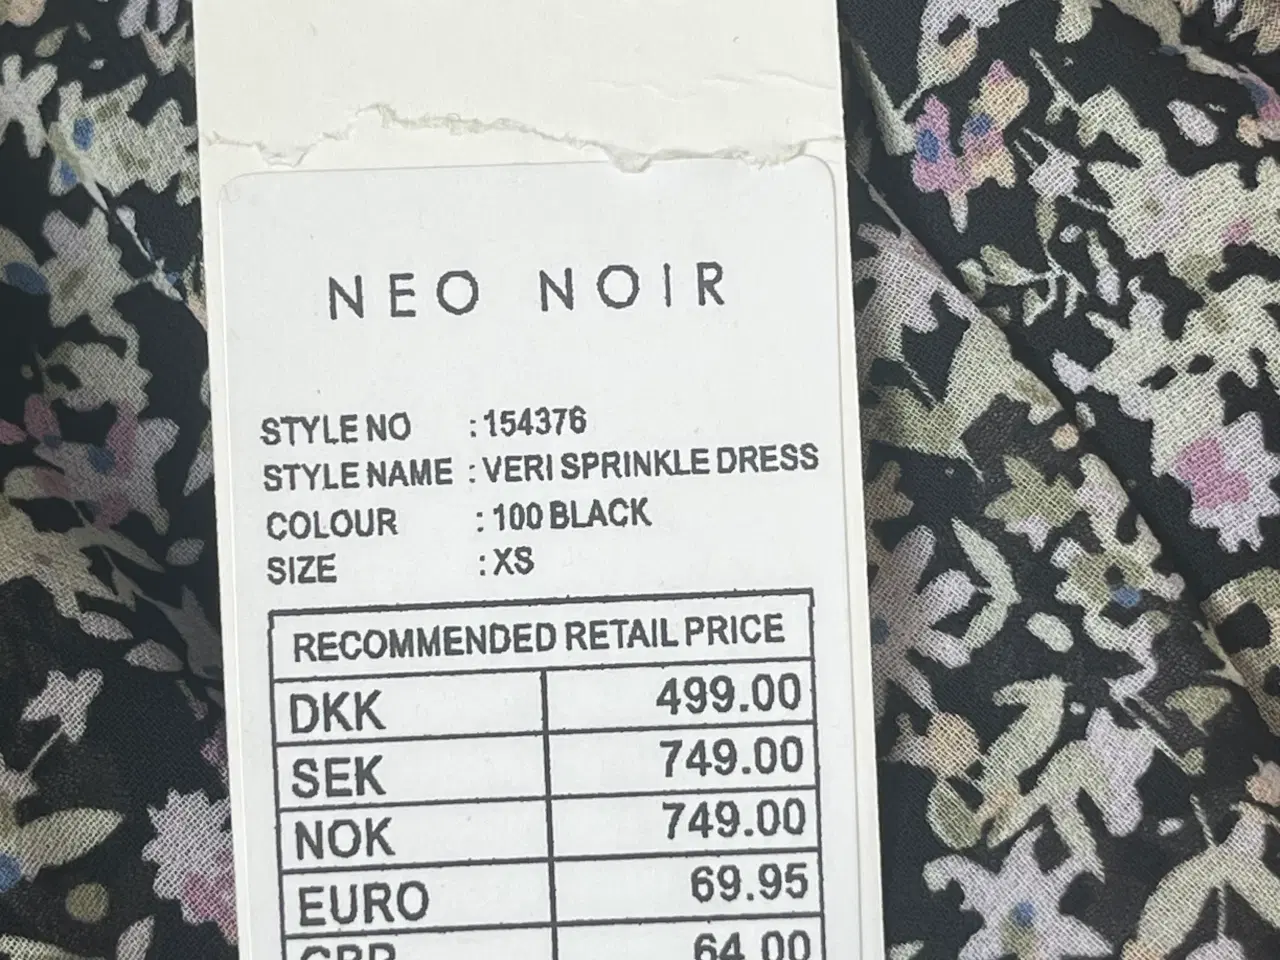 NEO NOIR
STYLE NO : 154376
STYLE NAME : VERI SPRINKLE DRESS
COLOUR : 100 BLACK
SIZE : XS
RECOMMENDED RETAIL PRICE
DKK 499.00
SEK 749.00
NOK 749.00
EURO 69.95
GBP 64.00